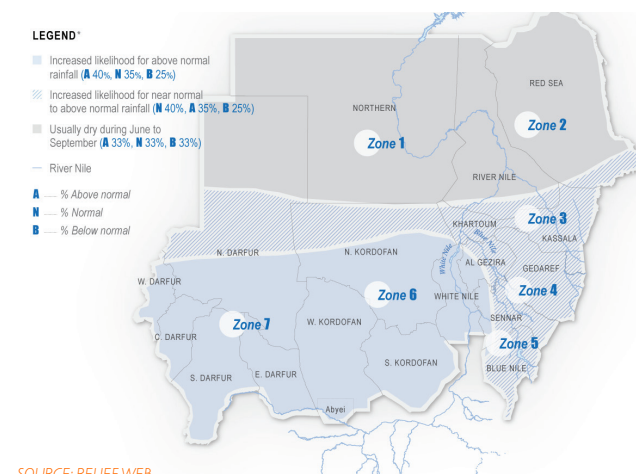 LEGEND*
Increased likelihood for above normal
rainfall (A 40%, N 35%, B 25%)
Increased likelihood for near normal
to above normal rainfall (N 40%, A 35%, B 25%)
Usually dry during June to
September (A 33%, N 33%, B 33%)
River Nile
A % Above normal
N % Normal
B % Below normal
RED SEA
NORTHERN
Zone 2
Zone 1
RIVER NILE
Zone 3
KHARTOUM
KASSALA
Blue Nile
White Nile
N. DARFUR
N. KORDOFAN
AL GEZIRA
GEDAREF
W. DARFUR
Zone 4
Zone 6
WHITE NILE
SENNAR
Zone 7
W. KORDOFAN
C. DARFUR
Zone 5
S. KORDOFAN
BLUE NILE
S. DARFUR
E. DARFUR
Abyei
SOURCE: RELIEF WEB